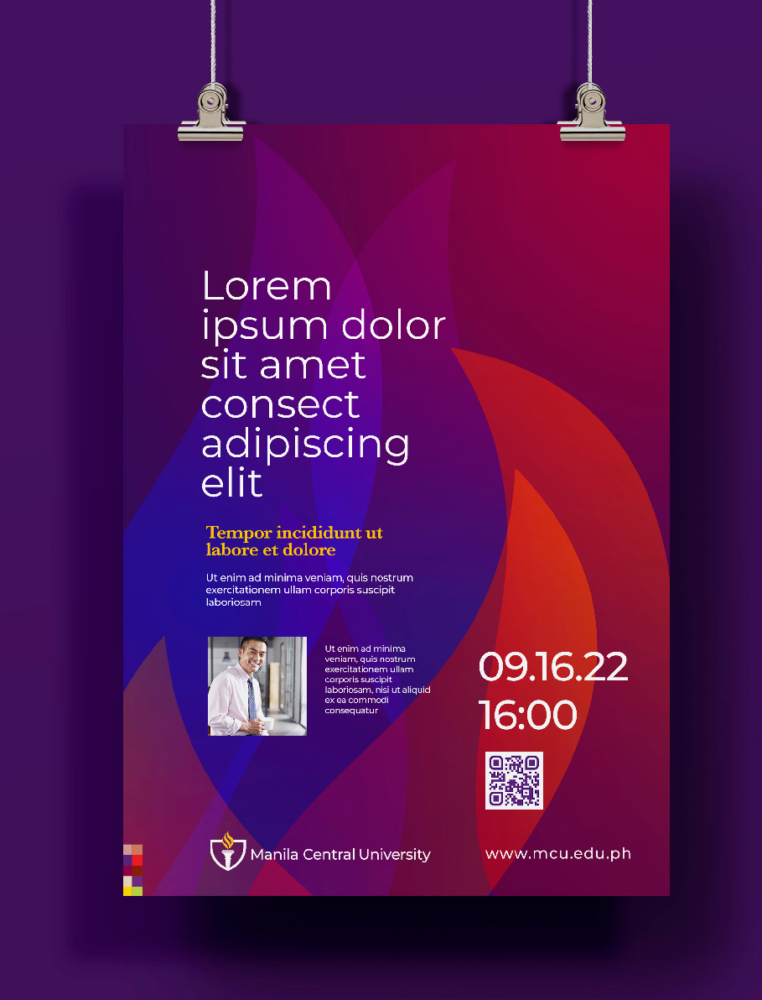 Lorem
ipsum dolor
sit amet
consect
adipiscing
elit
Tempor incididunt ut
labore et dolore
Ut enim ad minima veniam, quis nostrum
exercitationem ullam corporis suscipit
laboriosam
Ut enim ad minima
veniam, quis nostrum
exercitationem ullam
corporis suscipit
laboriosam, nisi ut aliquid
ex ea commodi
consequatur
09.16.22
16:00
Manila Central University
www.mcu.edu.ph